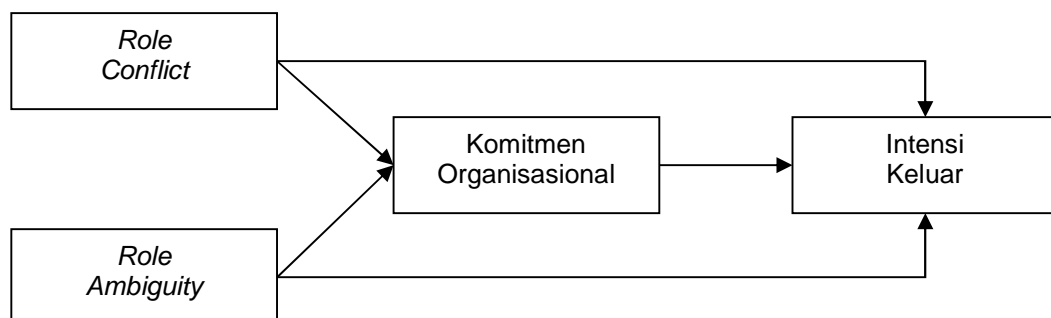 Role
Conflict
Komitmen
Organisasional
Intensi
Keluar
Role
Ambiguity